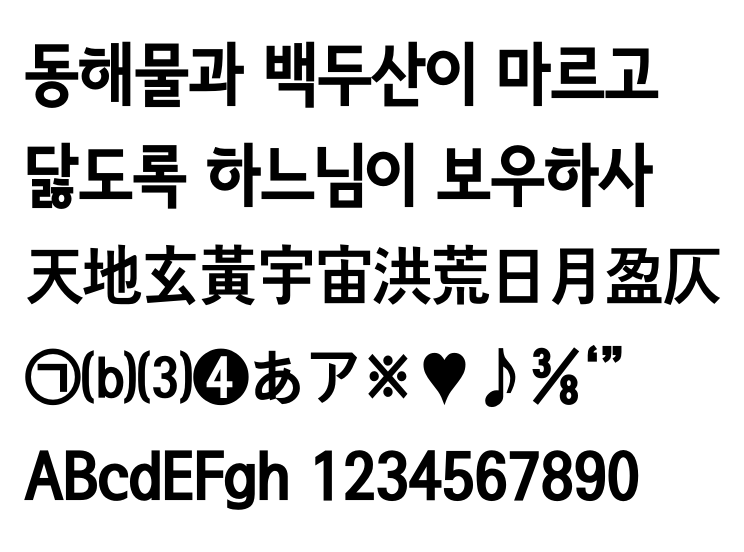 동해물과 백두산이 마르고
닳도록 하느님이 보우하사
天地玄黃宇宙洪荒日月盈仄
㉠⒝⑶❹あア※♥♪⅜‘”
ABcdEFgh 1234567890